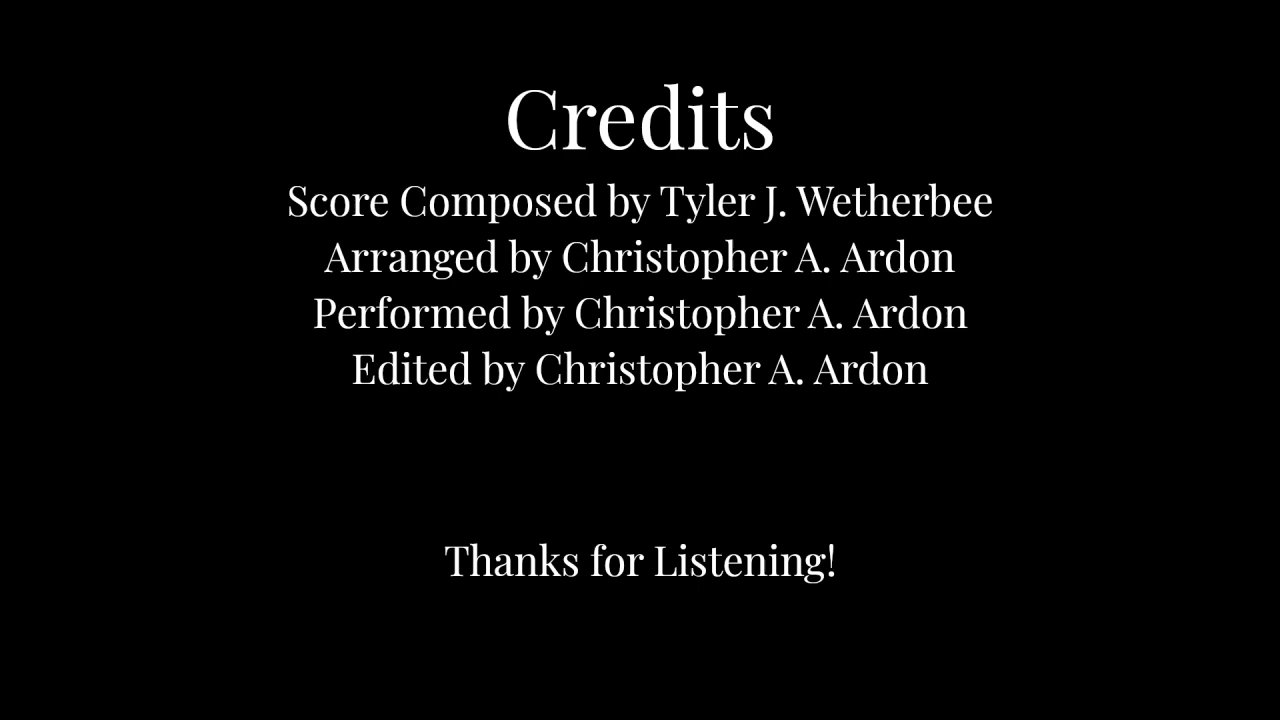 Credits
Score Composed by Tyler J. Wetherbee
Arranged by Christopher A. Ardon
Performed by Christopher A. Ardon
Edited by Christopher A. Ardon
Thanks for Listening!